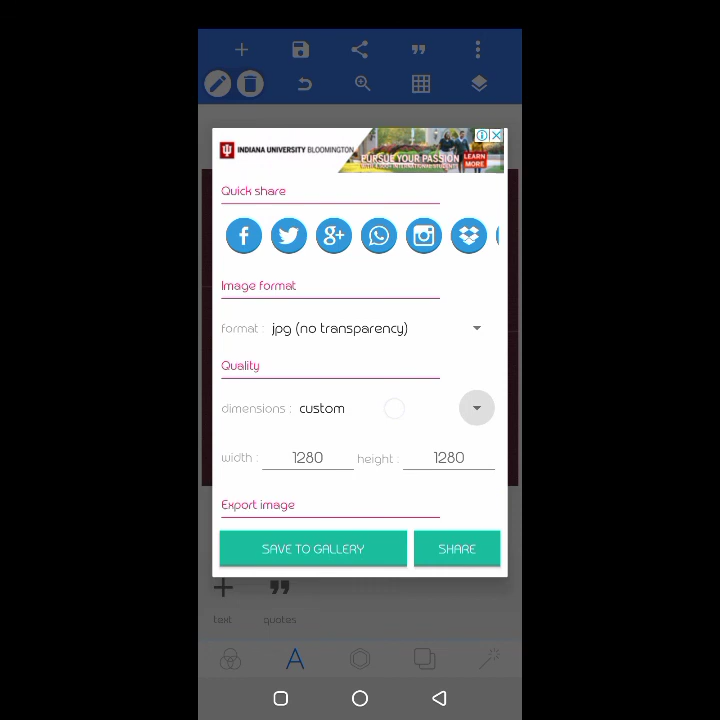 INDIANA UNIVERSITY BLOOMINGTON
PURSUE YOUR PASSION
LEARN MORE
Quick share
Image format
format : jpg (no transparency)
Quality
dimensions : custom
width : 1280 height : 1280
Export image
SAVE TO GALLERY SHARE
text quotes